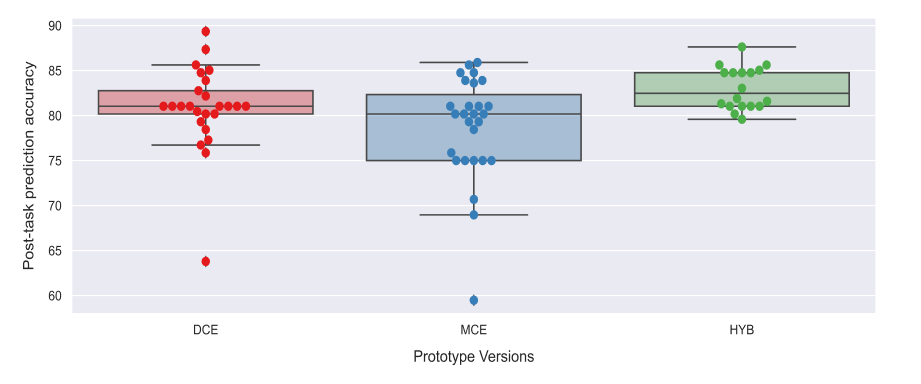 90
85
80
75
70
65
60
Post-task prediction accuracy
DCE
MCE
HYB
Prototype Versions